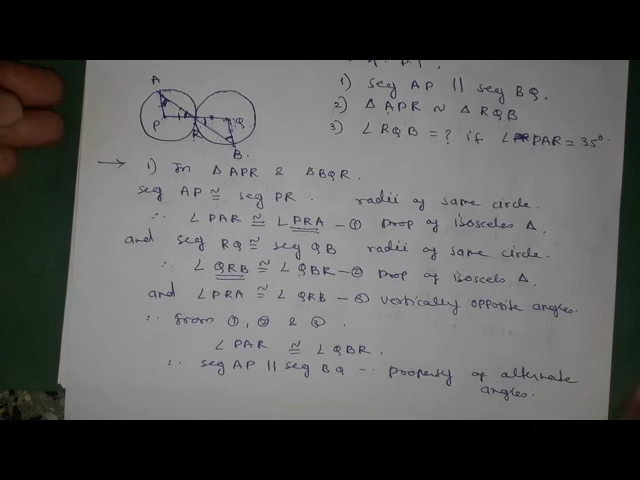 A
P
Q
R
B.
1) seg AP || seg BQ.
2) Δ APR ~ Δ RQB
3) ∠ RQB = ? if ∠PAR = 35°
→ 1) In Δ APR & Δ BQR.
seg AP ≅ seg PR. radii of same circle.
∴ ∠ PAR ≅ ∠ PRA – ① prop of isosceles Δ.
and seg RQ ≅ seg QB radii of same circle.
∴ ∠ QRB ≅ ∠ QBR – ② prop of isoscels Δ.
and ∠ PRA ≅ ∠ QRB – ③ vertically opposite angles.
∴ from ①, ② & ③.
∠ PAR ≅ ∠ QBR.
∴ seg AP || seg BQ -- property of alternate
angles.